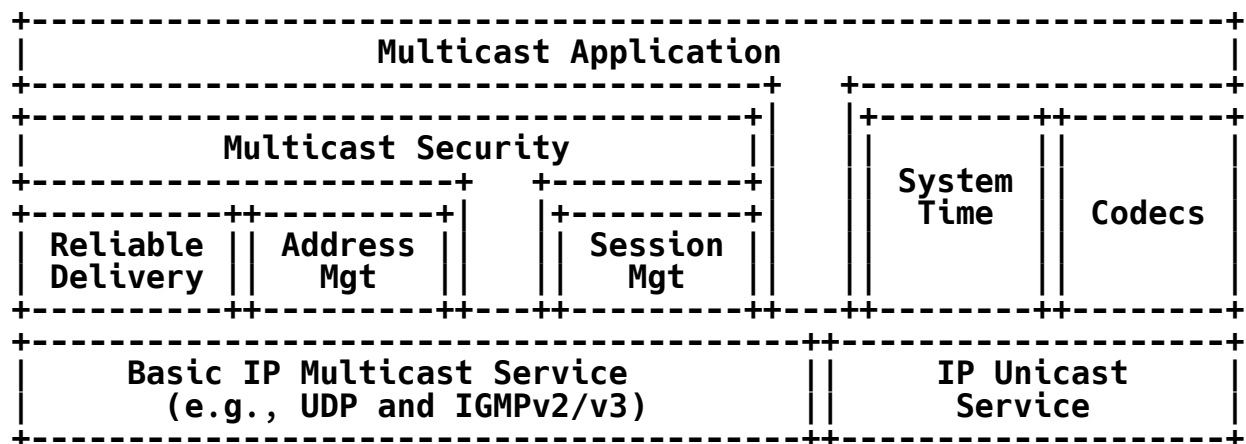 Multicast Application
Multicast Security
System
Time
Codecs
Reliable
Delivery
Address
Mgt
Session
Mgt
Basic IP Multicast Service
(e.g., UDP and IGMPv2/v3)
IP Unicast
Service